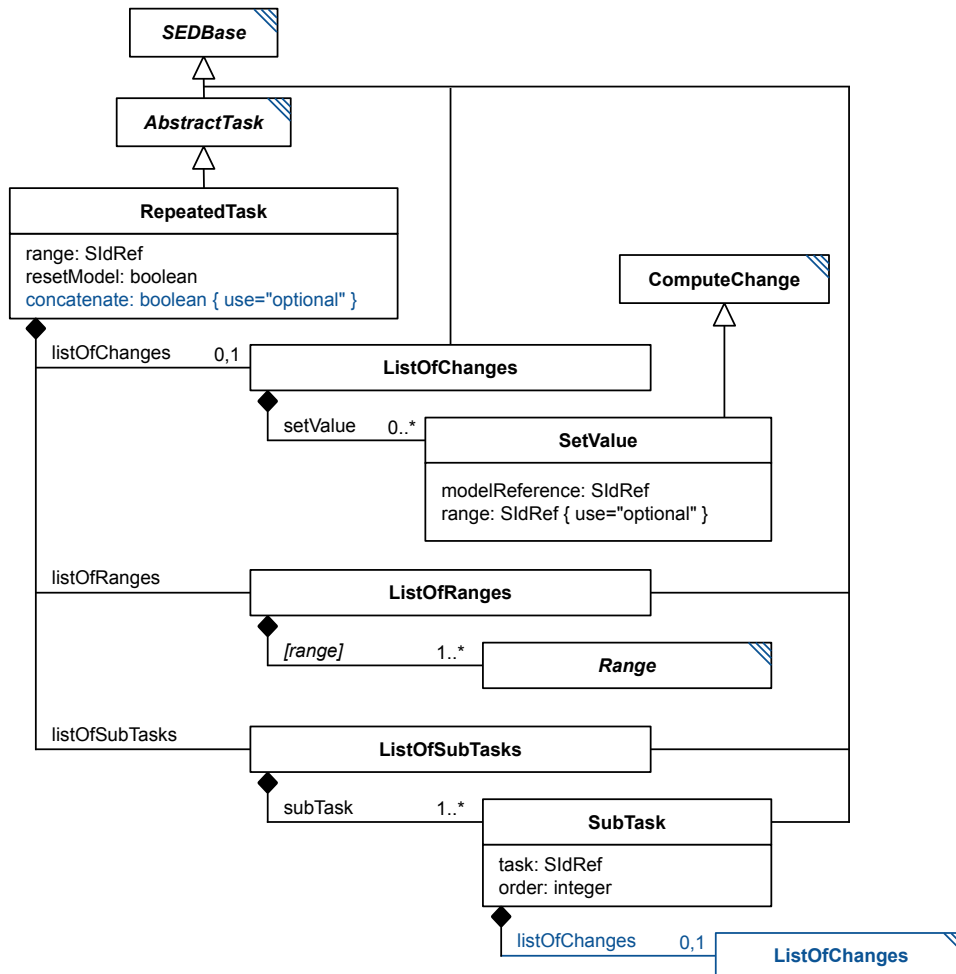 SEDBase
AbstractTask
RepeatedTask
range: SIdRef
resetModel: boolean
concatenate: boolean { use="optional" }
ComputeChange
listOfChanges 0,1
ListOfChanges
setValue 0..*
SetValue
modelReference: SIdRef
range: SIdRef { use="optional" }
listOfRanges
ListOfRanges
[range] 1..*
Range
listOfSubTasks
ListOfSubTasks
subTask 1..*
SubTask
task: SIdRef
order: integer
listOfChanges 0,1
ListOfChanges